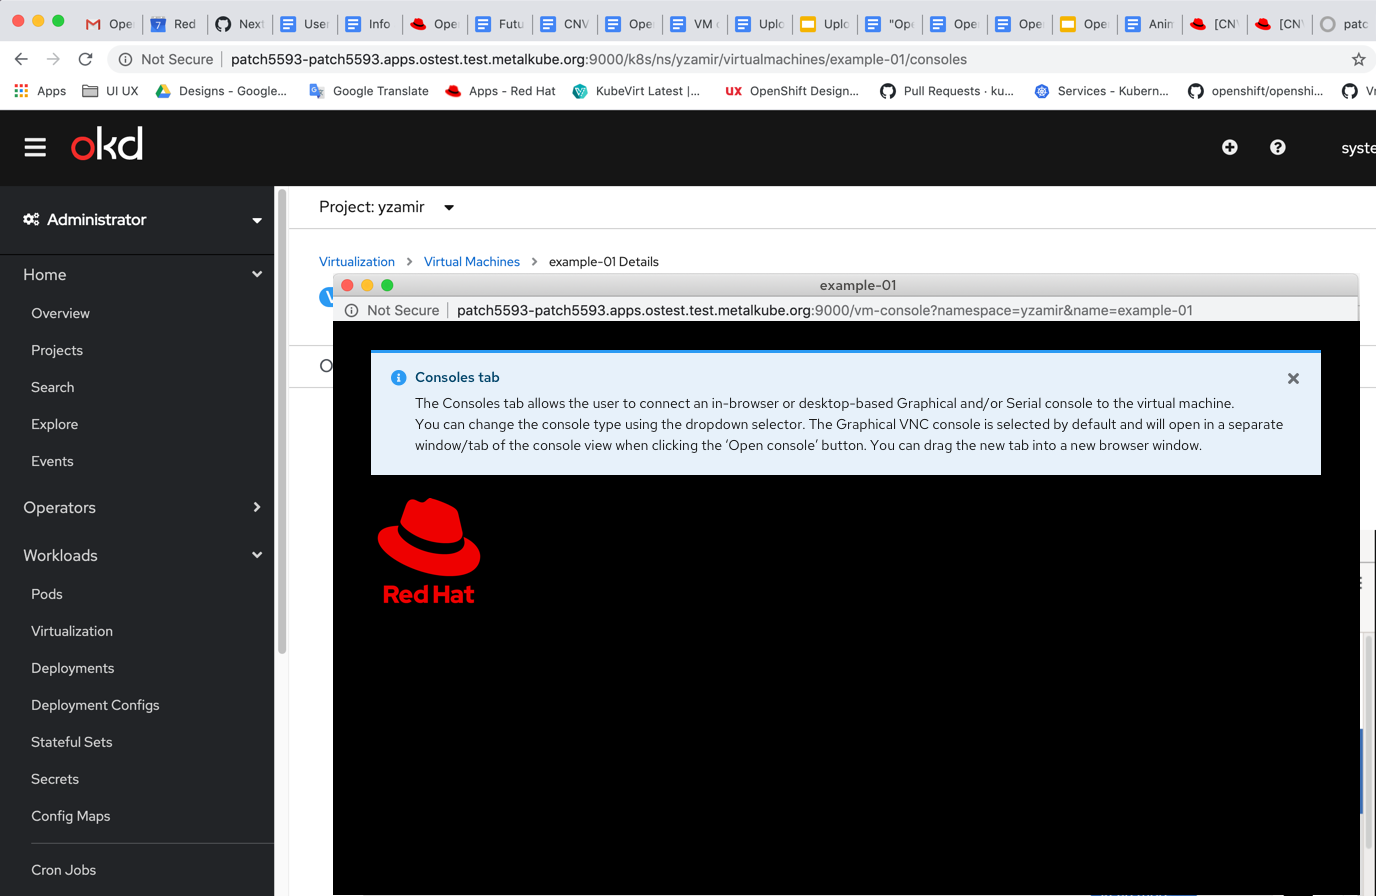 Ope
7
Red
Next
User
Info
Ope
Futu
CNV
Ope
VM
Uplo
Uplo
"Op
Ope
Ope
Ope
Anin
[CN
[CN
patc
Not Secure
patch5593-patch5593.apps.ostest.test.metalkube.org:9000/k8s/ns/yzamir/virtualmachines/example-01/consoles
Apps
UI UX
Designs - Google...
Google Translate
Apps - Red Hat
KubeVirt Latest |...
UX OpenShift Design...
Pull Requests · ku...
Services - Kubern...
openshift/openshi...
okd
syste
Administrator
Project: yzamir
Home
Virtualization > Virtual Machines > example-01 Details
Overview
Projects
Search
Explore
Events
Operators
Workloads
Pods
Virtualization
Deployments
Deployment Configs
Stateful Sets
Secrets
Config Maps
Cron Jobs
example-01
Not Secure
patch5593-patch5593.apps.ostest.test.metalkube.org:9000/vm-console?namespace=yzamir&name=example-01
Consoles tab
The Consoles tab allows the user to connect an in-browser or desktop-based Graphical and/or Serial console to the virtual machine.
You can change the console type using the dropdown selector. The Graphical VNC console is selected by default and will open in a separate
window/tab of the console view when clicking the ‘Open console’ button. You can drag the new tab into a new browser window.
Red Hat